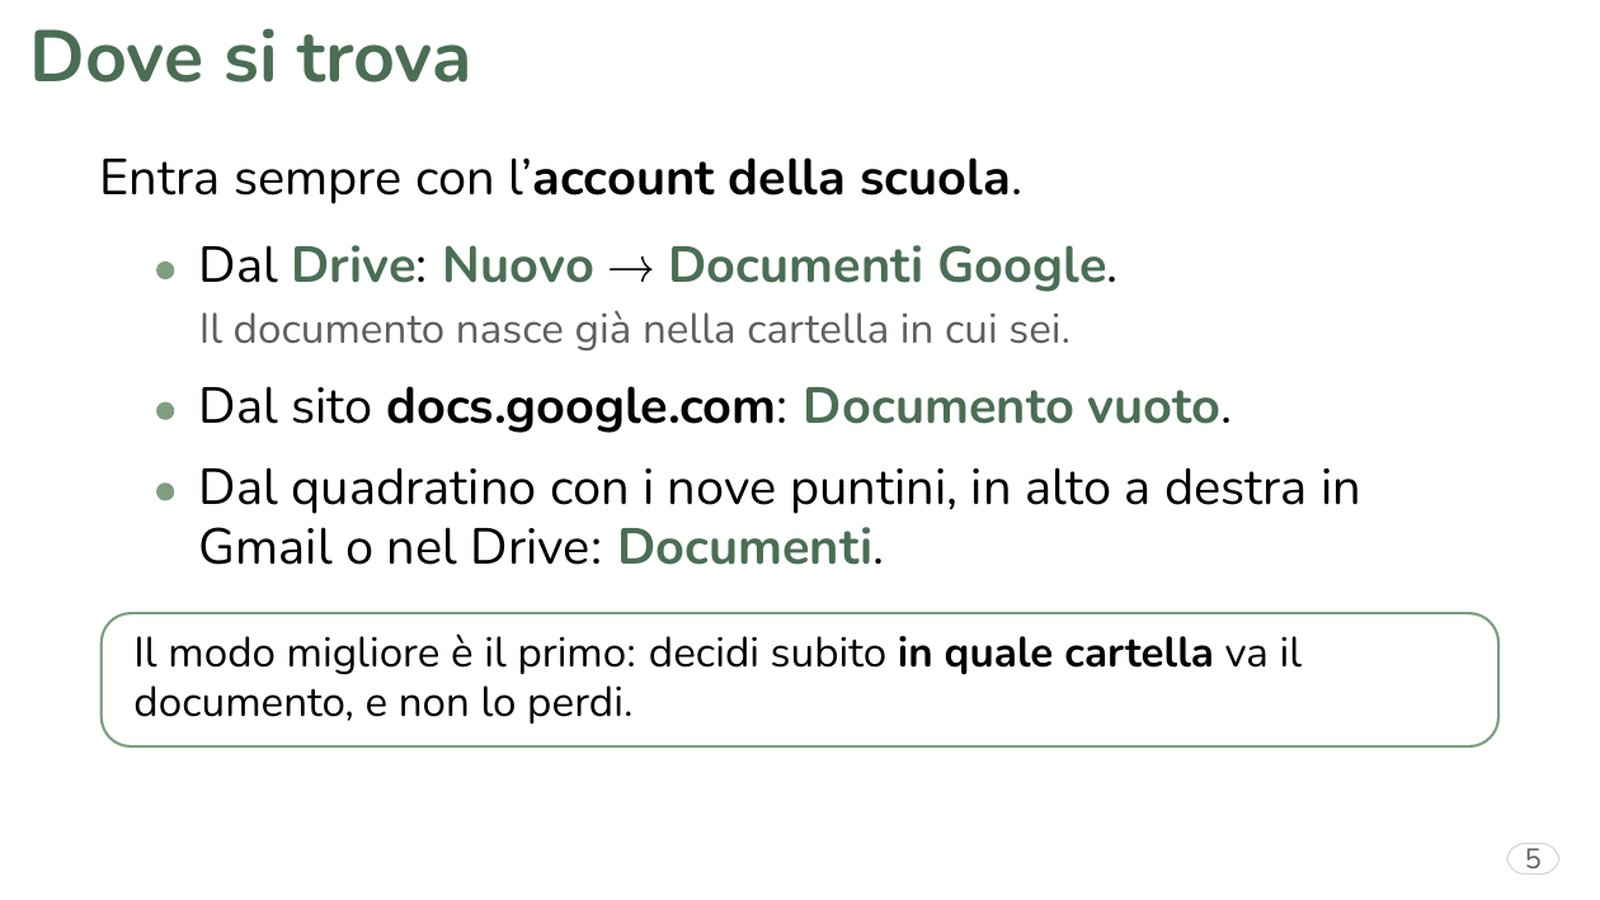 Dove si trova
Entra sempre con l’account della scuola.
• Dal Drive: Nuovo → Documenti Google.
Il documento nasce già nella cartella in cui sei.
• Dal sito docs.google.com: Documento vuoto.
• Dal quadratino con i nove puntini, in alto a destra in
Gmail o nel Drive: Documenti.
Il modo migliore è il primo: decidi subito in quale cartella va il
documento, e non lo perdi.
5